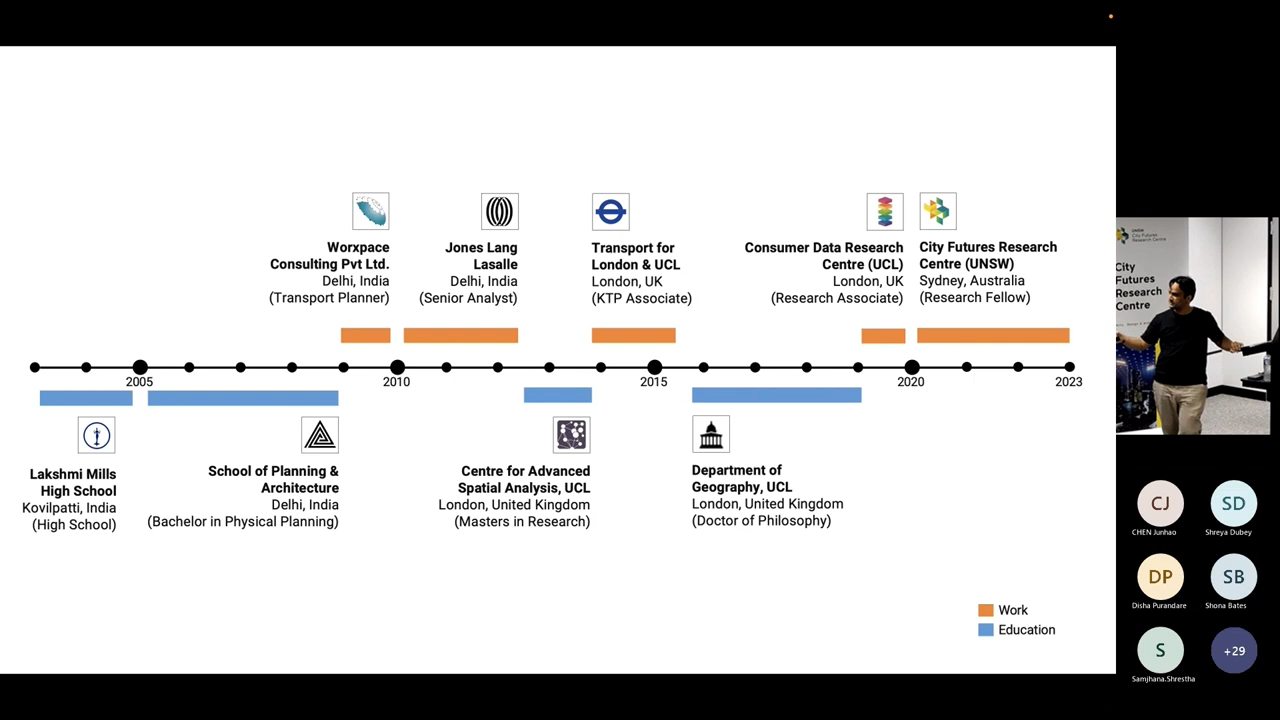 Worxpace
Consulting Pvt Ltd.
Delhi, India
(Transport Planner)
Jones Lang
Lasalle
Delhi, India
(Senior Analyst)
Transport for
London & UCL
London, UK
(KTP Associate)
Consumer Data Research
Centre (UCL)
London, UK
(Research Associate)
City Futures Research
Centre (UNSW)
Sydney, Australia
(Research Fellow)
2005
2010
2015
2020
2023
Lakshmi Mills
High School
Kovilpatti, India
(High School)
School of Planning &
Architecture
Delhi, India
(Bachelor in Physical Planning)
Centre for Advanced
Spatial Analysis, UCL
London, United Kingdom
(Masters in Research)
Department of
Geography, UCL
London, United Kingdom
(Doctor of Philosophy)
Work
Education
UNSW
City Futures
Research Centre
City
Futures
Research
Centre
CJ
CHEN Junhao
SD
Shreya Dubey
DP
Disha Purandare
SB
Shona Bates
S
Samjhana.Shrestha
+29